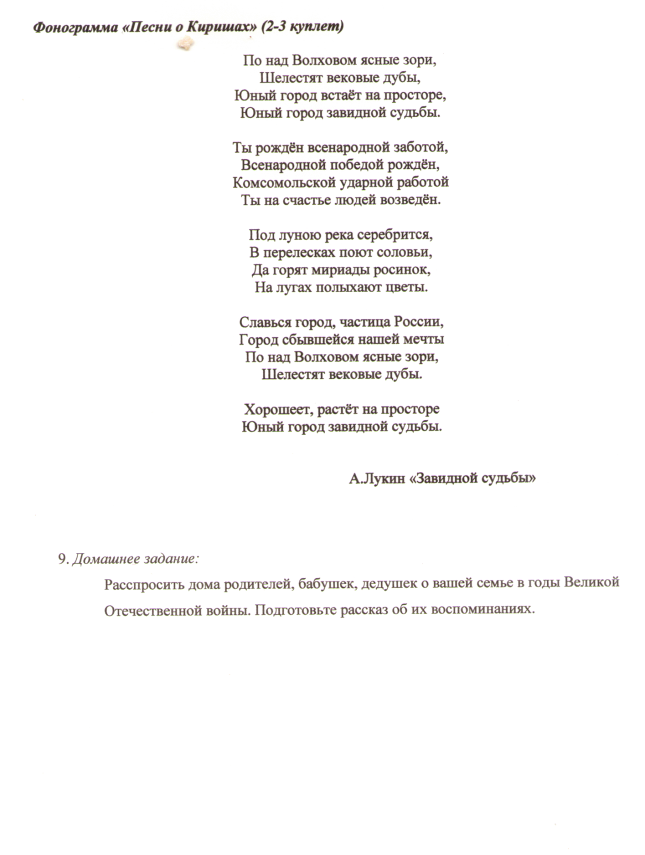 Фонограмма «Песни о Киришах» (2-3 куплет)
По над Волховом ясные зори,
Шелестят вековые дубы,
Юный город встаёт на просторе,
Юный город завидной судьбы.
Ты рождён всенародной заботой,
Всенародной победой рождён,
Комсомольской ударной работой
Ты на счастье людей возведён.
Под луною река серебрится,
В перелесках поют соловьи,
Да горят мириады росинок,
На лугах полыхают цветы.
Славься город, частица России,
Город сбывшейся нашей мечты
По над Волховом ясные зори,
Шелестят вековые дубы.
Хорошеет, растёт на просторе
Юный город завидной судьбы.
А.Лукин «Завидной судьбы»
9. Домашнее задание:
Расспросить дома родителей, бабушек, дедушек о вашей семье в годы Великой
Отечественной войны. Подготовьте рассказ об их воспоминаниях.